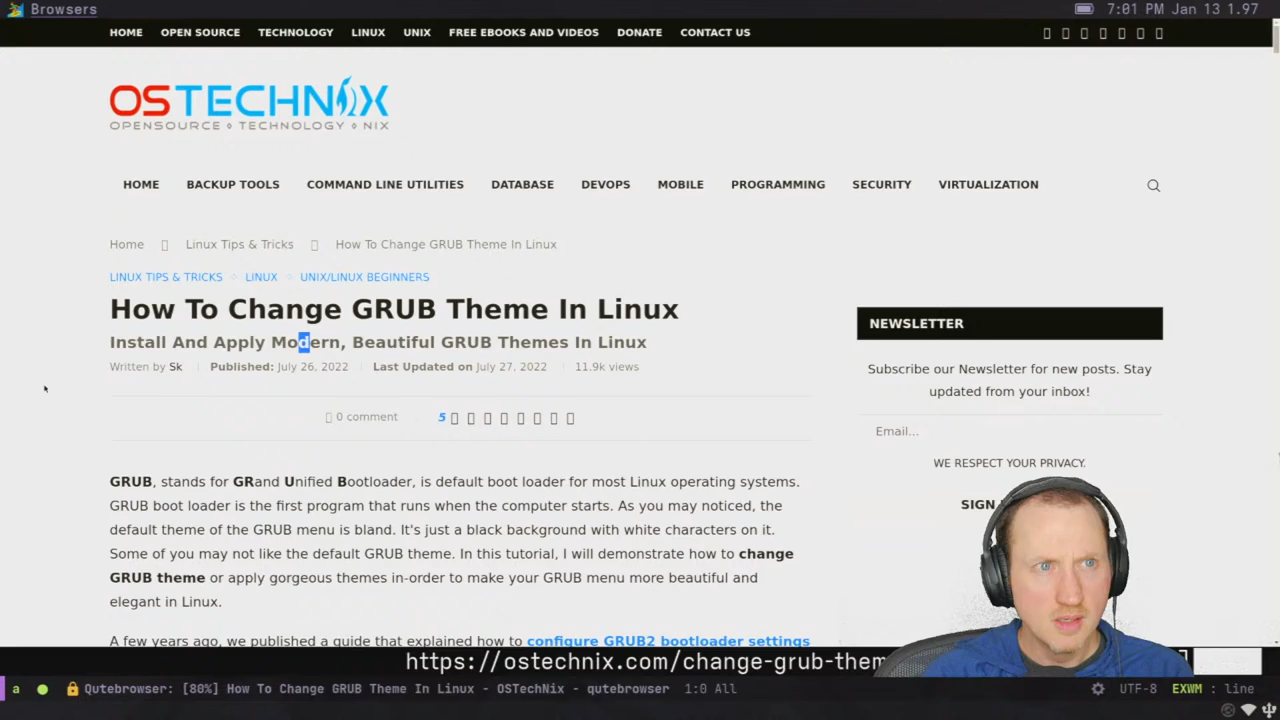 Browsers
7:01 PM Jan 13 1.97
HOME OPEN SOURCE TECHNOLOGY LINUX UNIX FREE EBOOKS AND VIDEOS DONATE CONTACT US
OSTECHNIX
OPENSOURCE TECHNOLOGY NIX
HOME BACKUP TOOLS COMMAND LINE UTILITIES DATABASE DEVOPS MOBILE PROGRAMMING SECURITY VIRTUALIZATION
Home Linux Tips & Tricks How To Change GRUB Theme In Linux
LINUX TIPS & TRICKS LINUX UNIX/LINUX BEGINNERS
How To Change GRUB Theme In Linux
Install And Apply Modern, Beautiful GRUB Themes In Linux
Written by Sk Published: July 26, 2022 Last Updated on July 27, 2022 11.9k views
0 comment 5
GRUB, stands for GRand Unified Bootloader, is default boot loader for most Linux operating systems.
GRUB boot loader is the first program that runs when the computer starts. As you may noticed, the
default theme of the GRUB menu is bland. It's just a black background with white characters on it.
Some of you may not like the default GRUB theme. In this tutorial, I will demonstrate how to change
GRUB theme or apply gorgeous themes in-order to make your GRUB menu more beautiful and
elegant in Linux.
A few years ago, we published a guide that explained how to configure GRUB2 bootloader settings
NEWSLETTER
Subscribe our Newsletter for new posts. Stay
updated from your inbox!
Email...
WE RESPECT YOUR PRIVACY.
SIGN
https://ostechnix.com/change-grub-them
a Qutebrowser: [80%] How To Change GRUB Theme In Linux - OSTechNix - qutebrowser 1:0 All UTF-8 EXWM : line